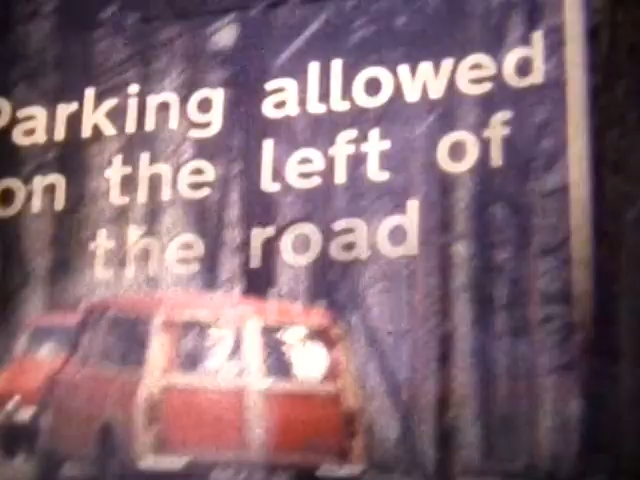 Parking allowed
on the left of
the road